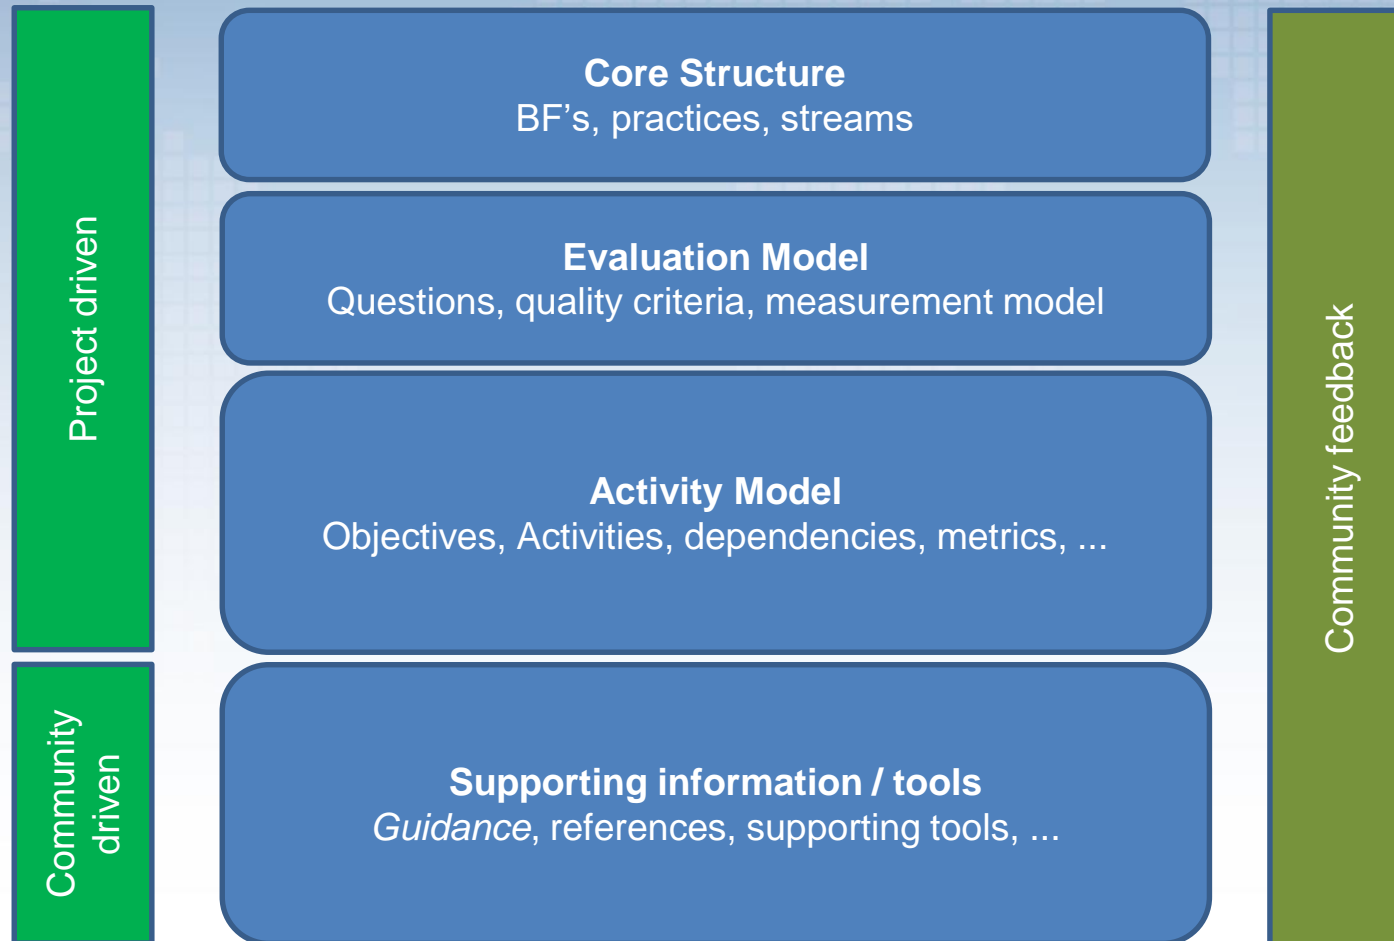 Project driven
Core Structure
BF’s, practices, streams
Evaluation Model
Questions, quality criteria, measurement model
Activity Model
Objectives, Activities, dependencies, metrics, ...
Community
driven
Supporting information / tools
Guidance, references, supporting tools, ...
Community feedback